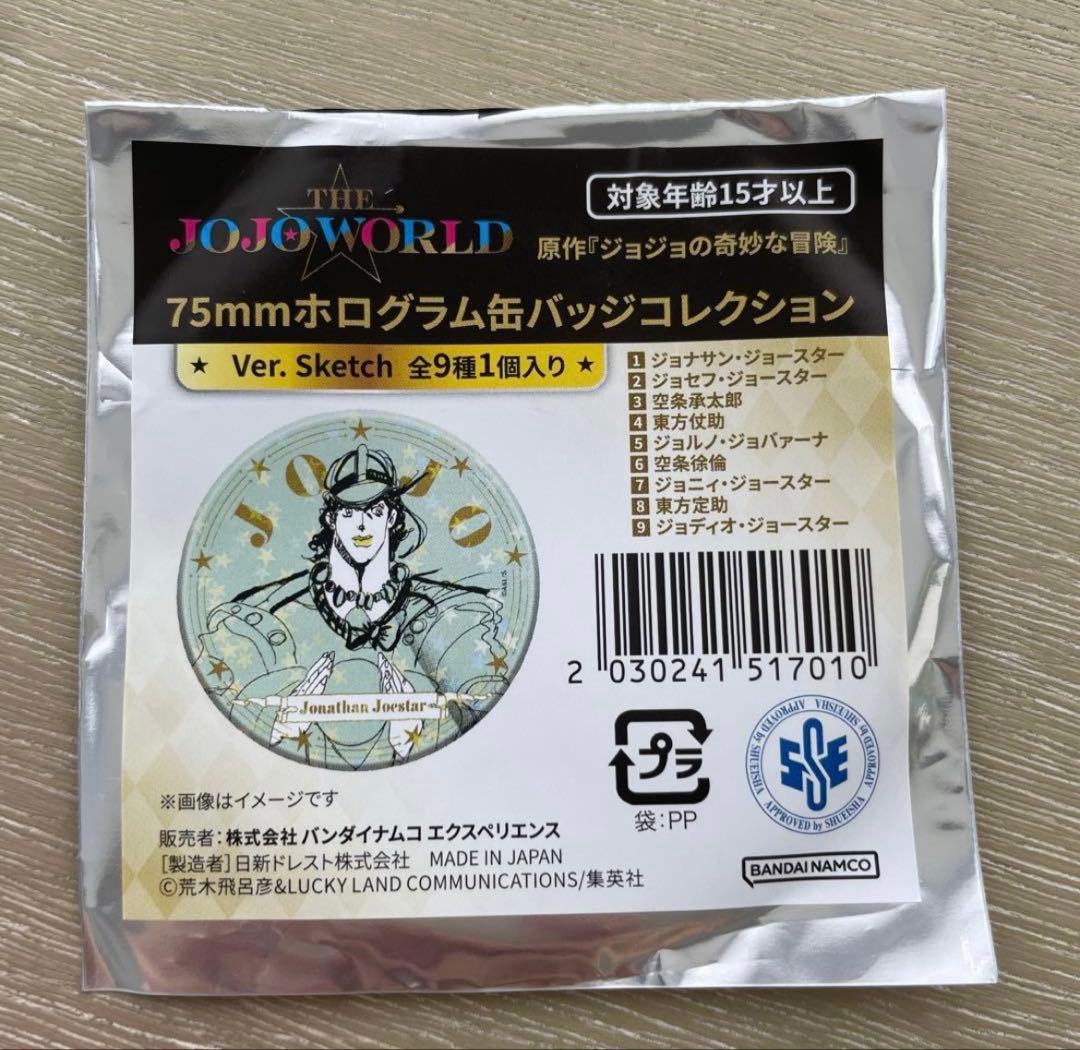 THE
JOJO WORLD
対象年齢15才以上
原作『ジョジョの奇妙な冒険』
75mmホログラム缶バッジコレクション
★ Ver. Sketch 全9種1個入り ★
1 ジョナサン・ジョースター
2 ジョセフ・ジョースター
3 空条承太郎
4 東方仗助
5 ジョルノ・ジョバァーナ
6 空条徐倫
7 ジョニィ・ジョースター
8 東方定助
9 ジョディオ・ジョースター
JOJO
Jonathan Joestar
2 030241 517010
プラ
袋：PP
SSE
APPROVED by SHUEISHA APPROVED by SHUEISHA APPROVED by SHUEISHA
※画像はイメージです
販売者：株式会社 バンダイナムコ エクスペリエンス
［製造者］日新ドレスト株式会社 MADE IN JAPAN
©荒木飛呂彦&LUCKY LAND COMMUNICATIONS/集英社
BANDAI NAMCO